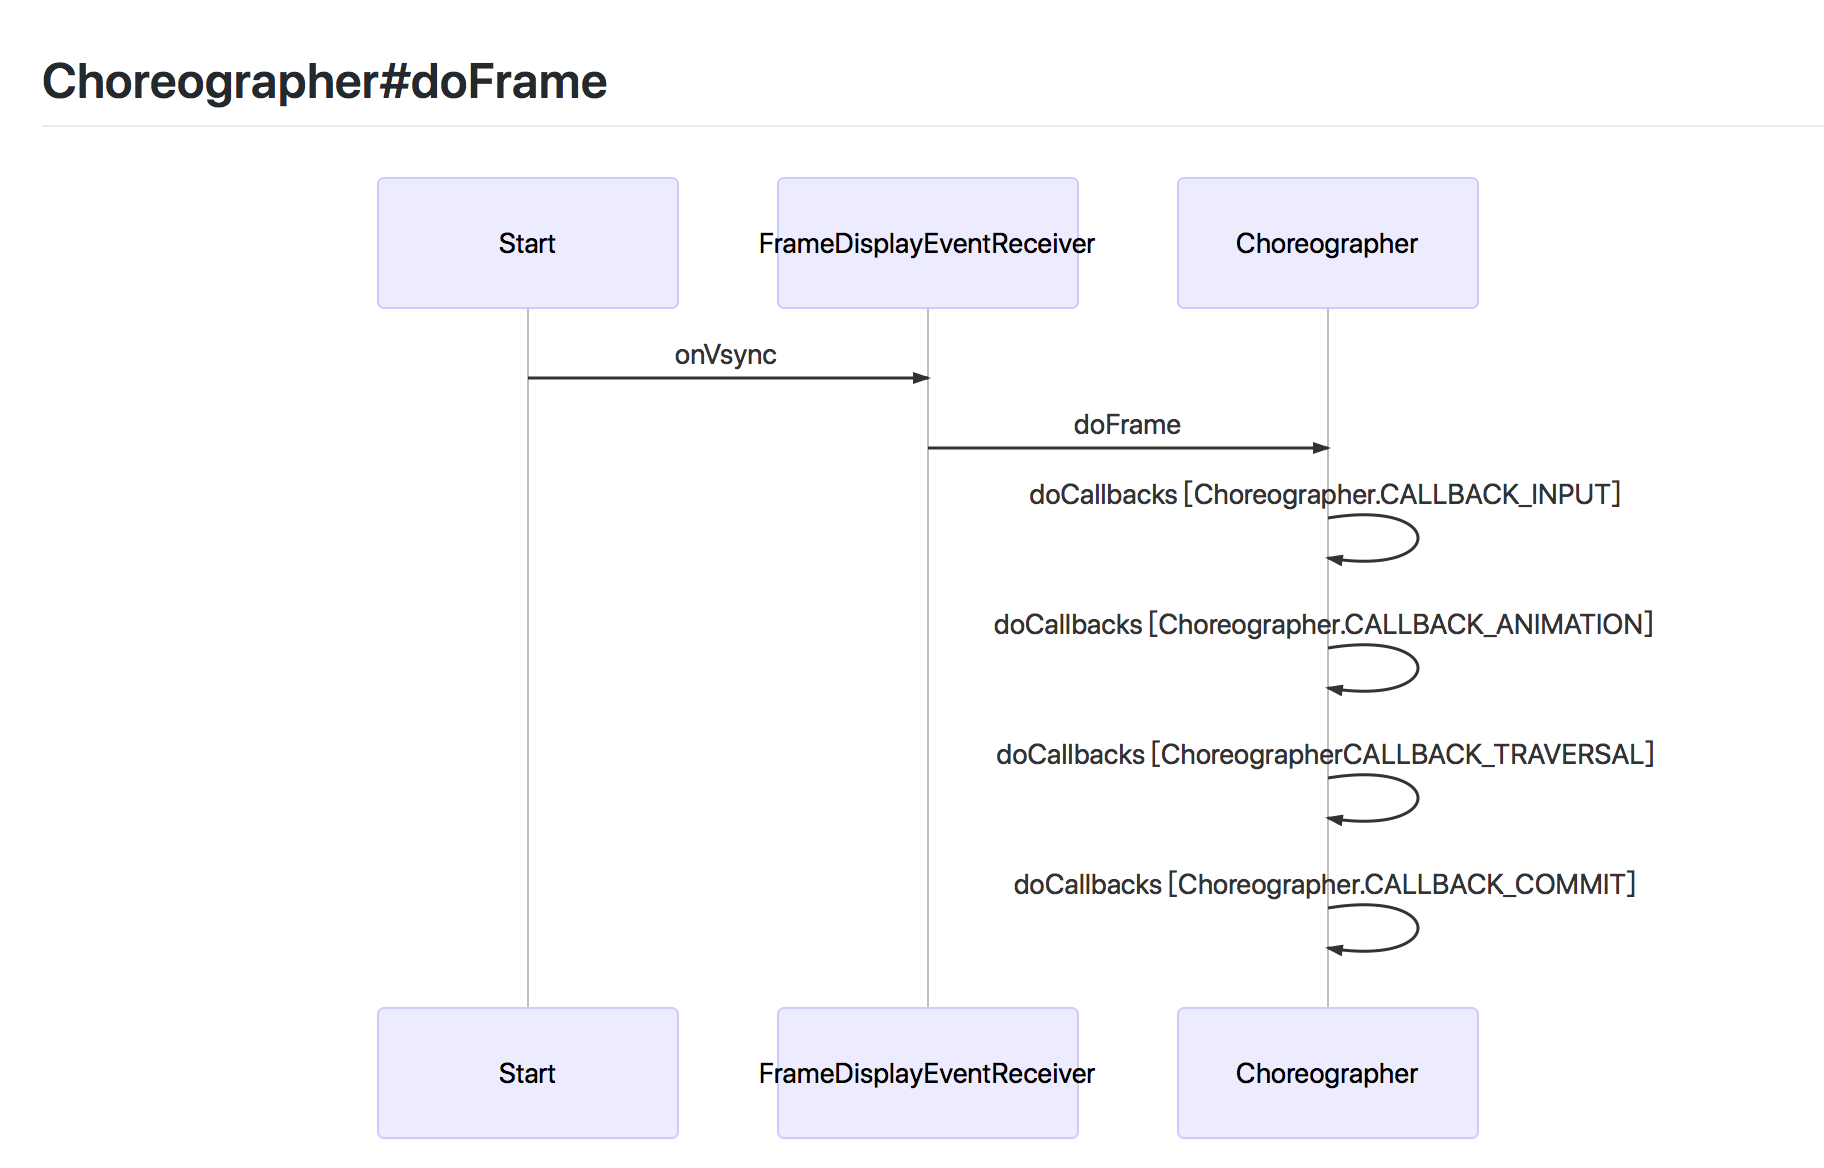 Choreographer#doFrame
Start
FrameDisplayEventReceiver
Choreographer
onVsync
doFrame
doCallbacks [Choreographer.CALLBACK_INPUT]
doCallbacks [Choreographer.CALLBACK_ANIMATION]
doCallbacks [ChoreographerCALLBACK_TRAVERSAL]
doCallbacks [Choreographer.CALLBACK_COMMIT]
Start
FrameDisplayEventReceiver
Choreographer